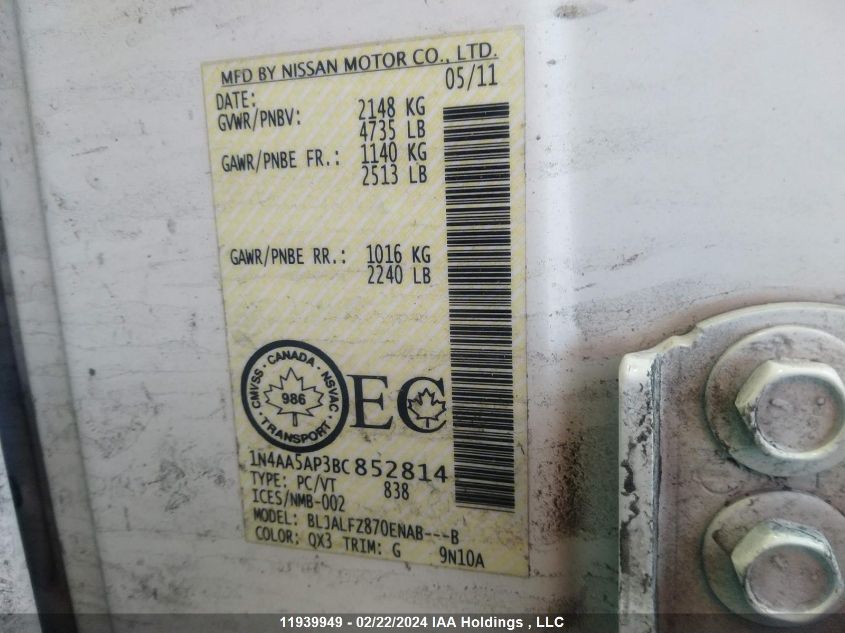 MFD BY NISSAN MOTOR CO., LTD.
DATE: 05/11
GVWR/PNBV: 2148 KG
4735 LB
GAWR/PNBE FR.: 1140 KG
2513 LB
GAWR/PNBE RR.: 1016 KG
2240 LB
CMVSS · CANADA · NSVAC · TRANSPORT ·
986
EC
1N4AA5AP3BC852814
TYPE: PC/VT 838
ICES/NMB-002
MODEL: BLJALFZ870ENAB---B
COLOR: QX3 TRIM: G 9N10A
11939949 - 02/22/2024 IAA Holdings , LLC